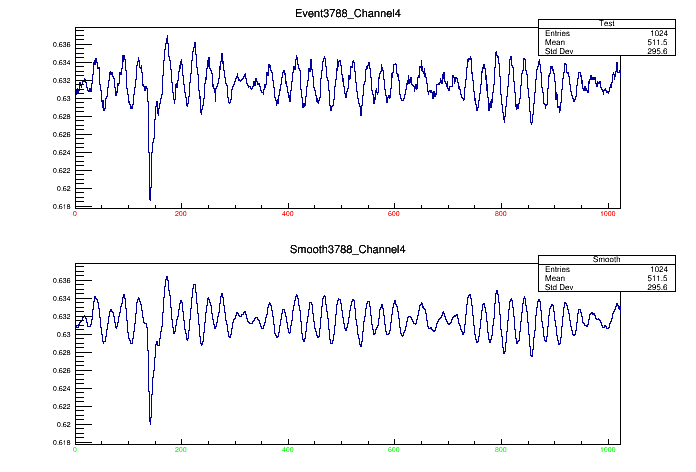 Event3788_Channel4
Test
Entries 1024
Mean 511.5
Std Dev 295.6
0.636
0.634
0.632
0.63
0.628
0.626
0.624
0.622
0.62
0.618
0 200 400 600 800 1000
Smooth3788_Channel4
Smooth
Entries 1024
Mean 511.5
Std Dev 295.6
0.636
0.634
0.632
0.63
0.628
0.626
0.624
0.622
0.62
0.618
0 200 400 600 800 1000